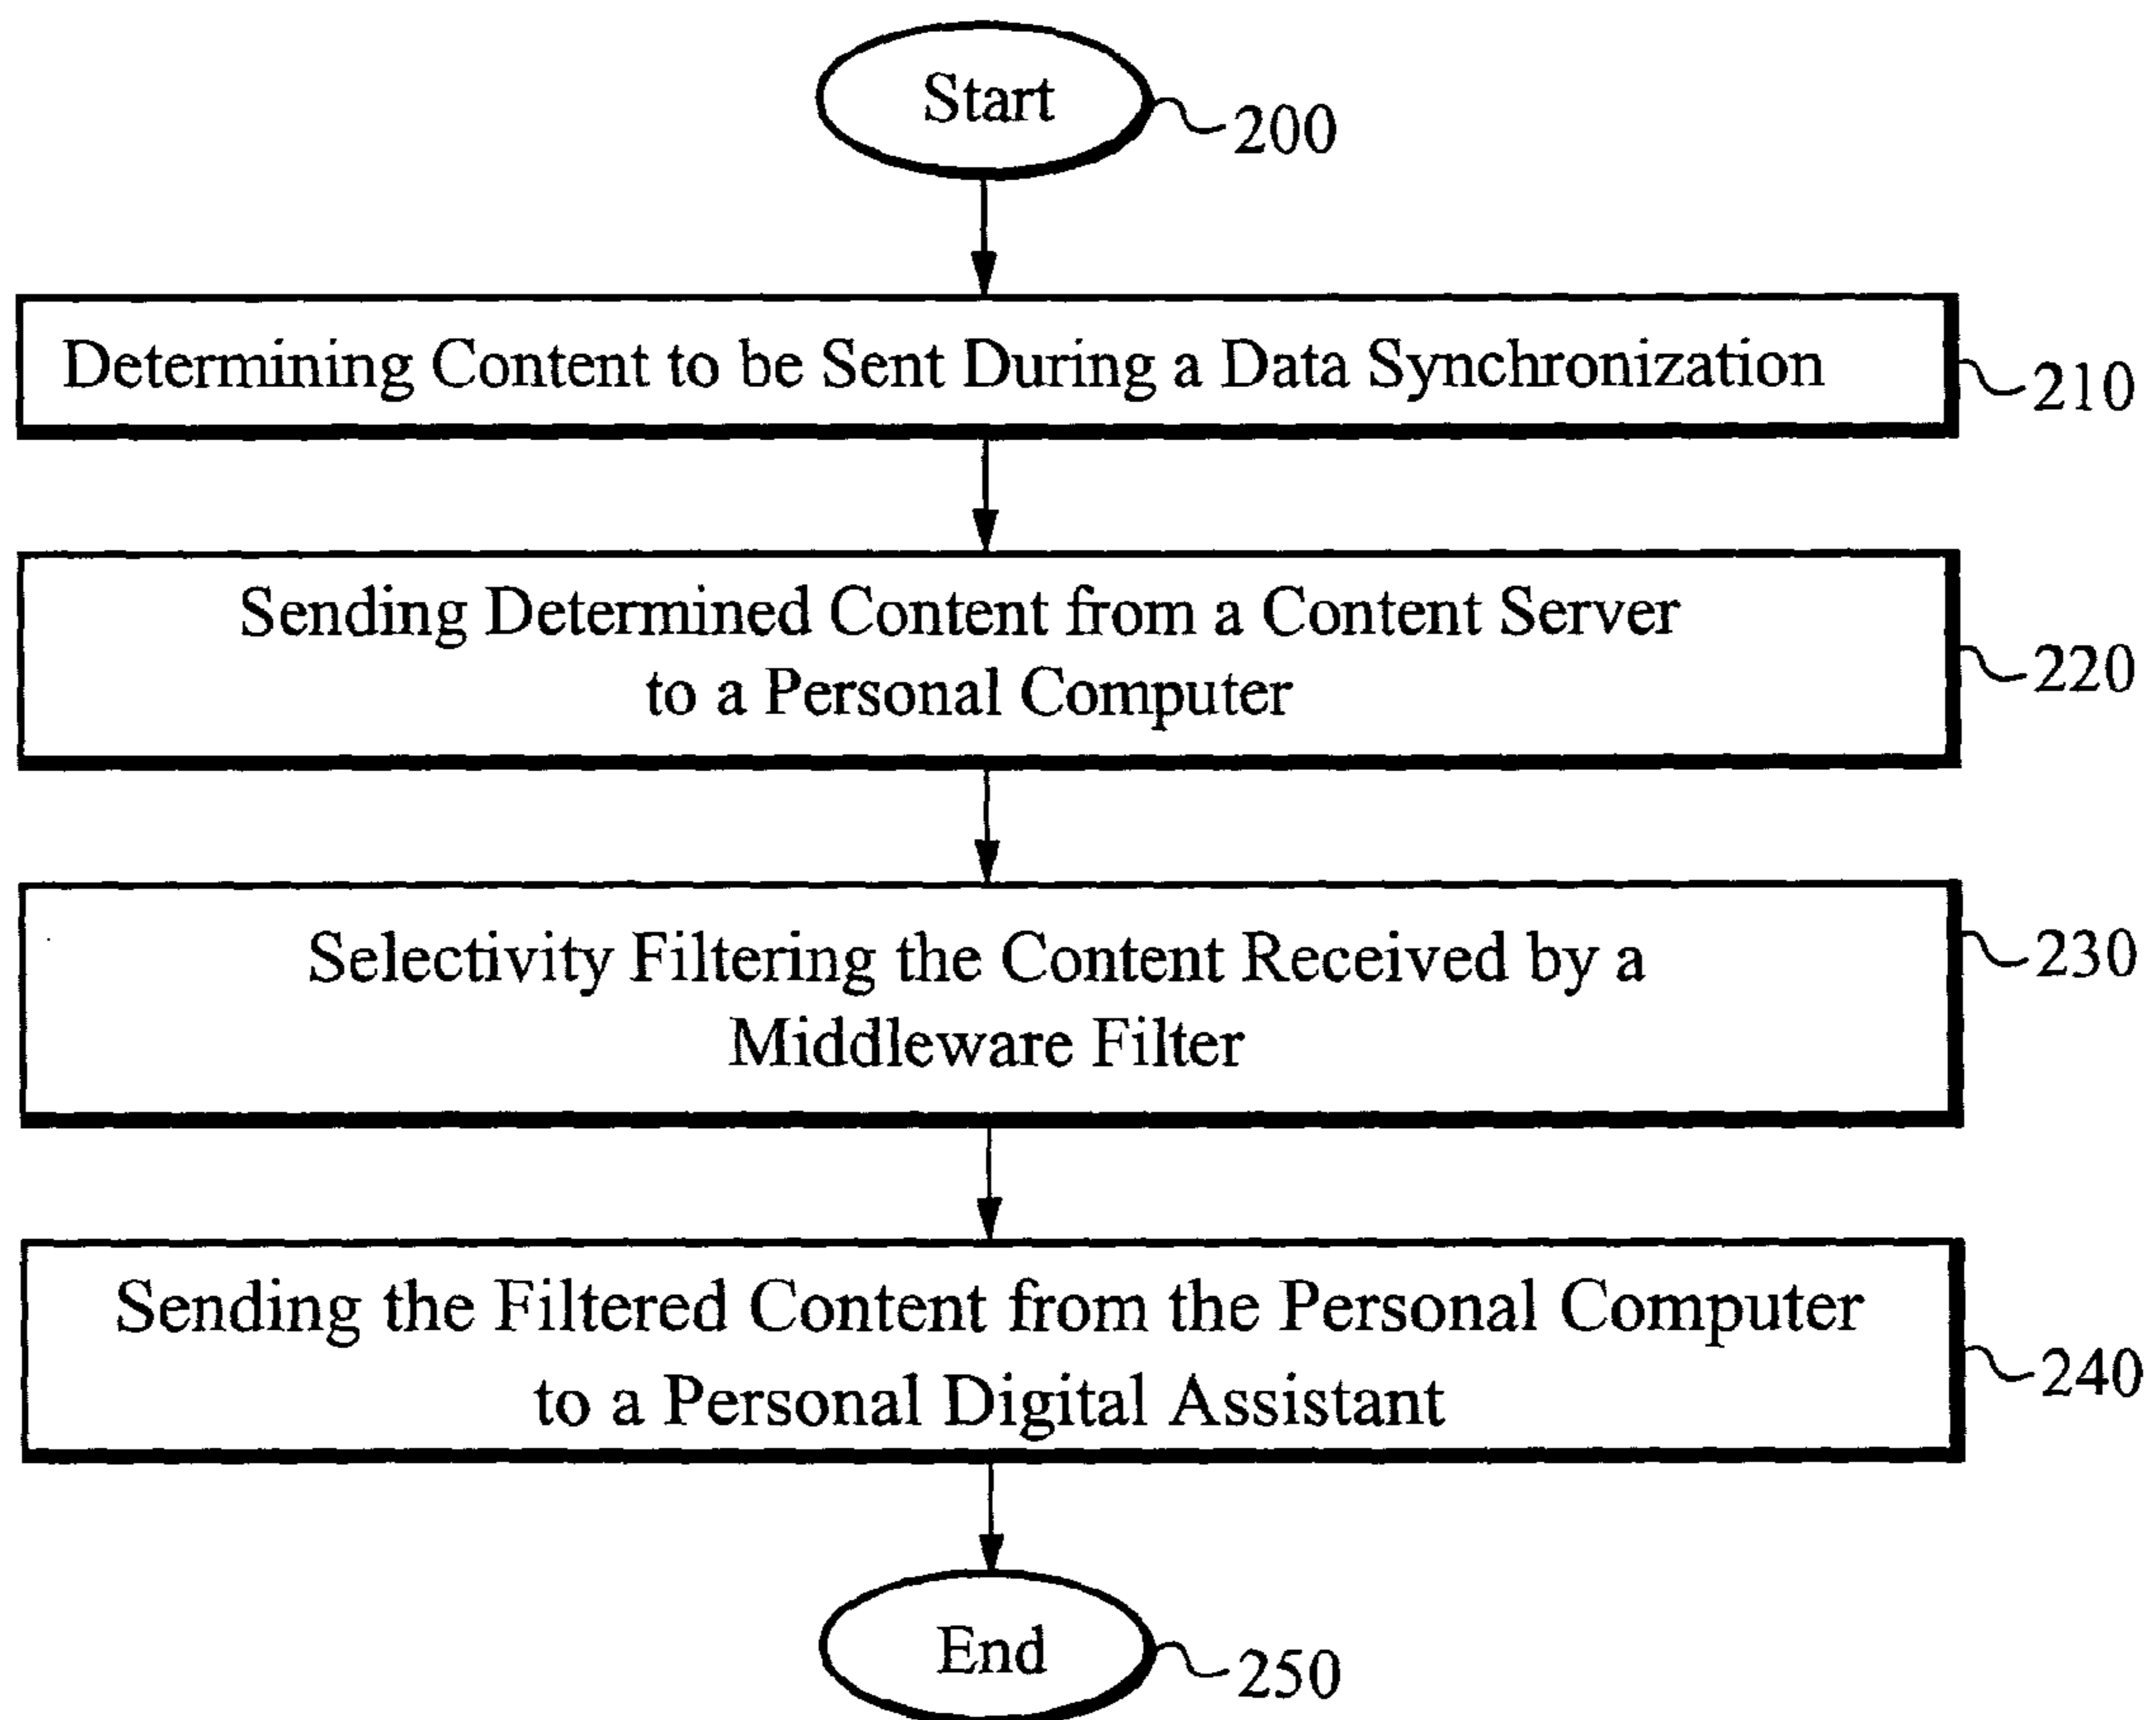 Start
200
Determining Content to be Sent During a Data Synchronization
210
Sending Determined Content from a Content Server
to a Personal Computer
220
Selectivity Filtering the Content Received by a
Middleware Filter
230
Sending the Filtered Content from the Personal Computer
to a Personal Digital Assistant
240
End
250